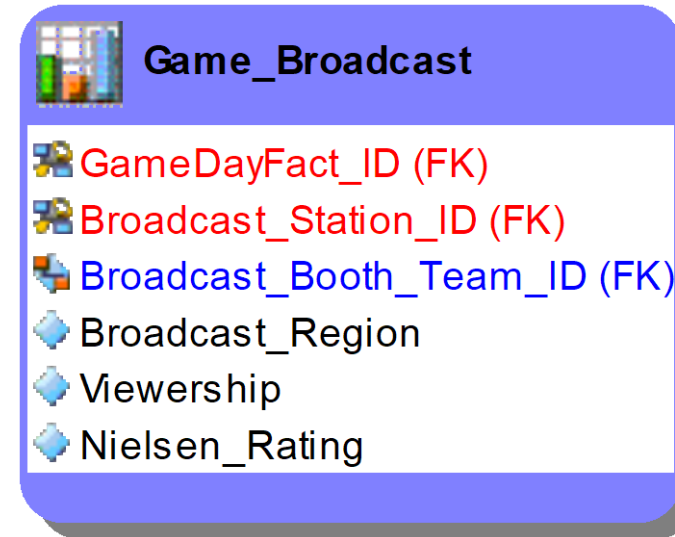 Game_Broadcast
GameDayFact_ID (FK)
Broadcast_Station_ID (FK)
Broadcast_Booth_Team_ID (FK)
Broadcast_Region
Viewership
Nielsen_Rating